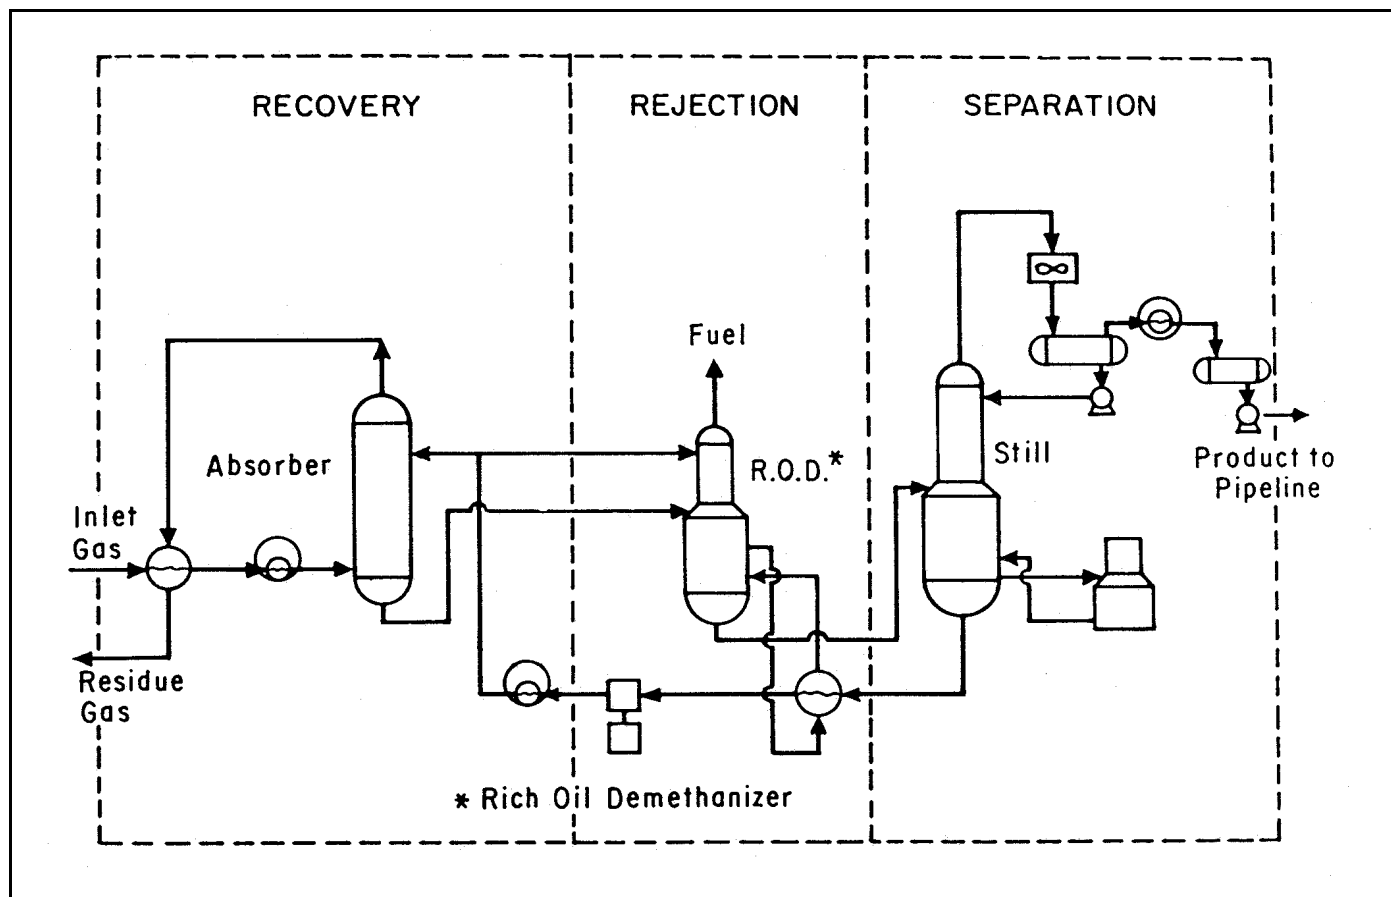 RECOVERY
REJECTION
SEPARATION
Fuel
Absorber
R.O.D.*
Still
Product to
Pipeline
Inlet
Gas
Residue
Gas
* Rich Oil Demethanizer